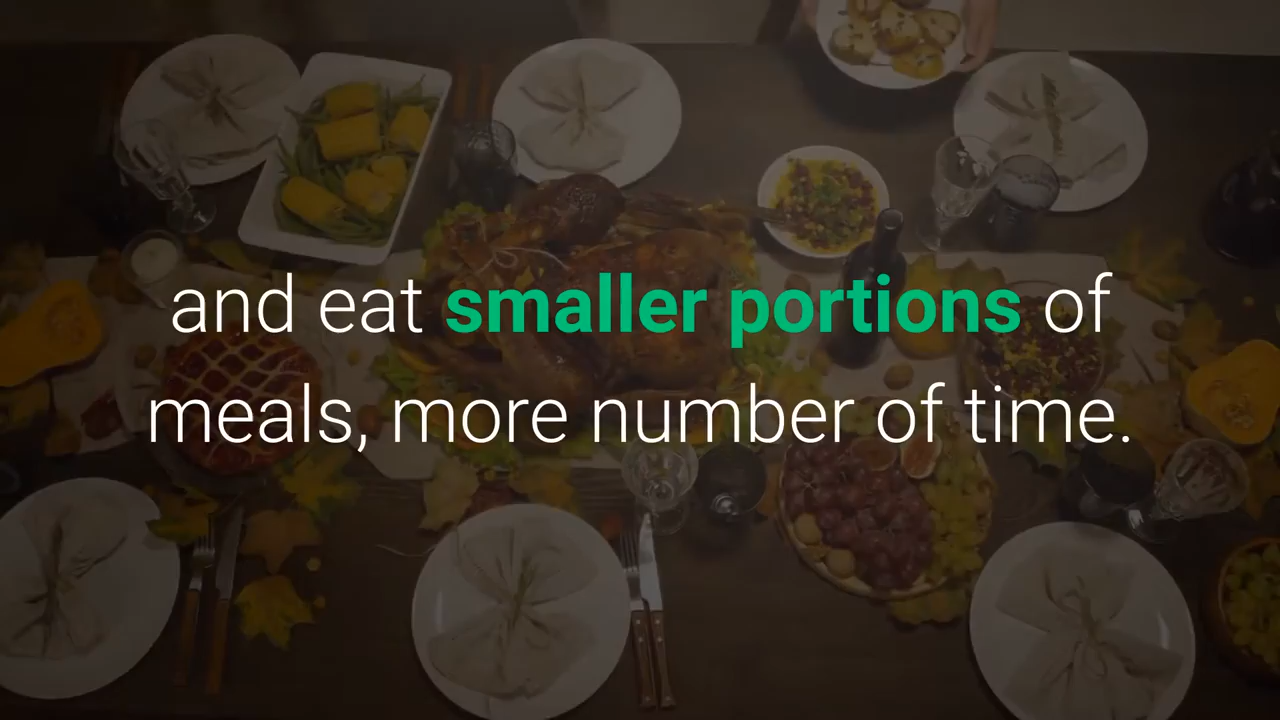 and eat smaller portions of
meals, more number of time.